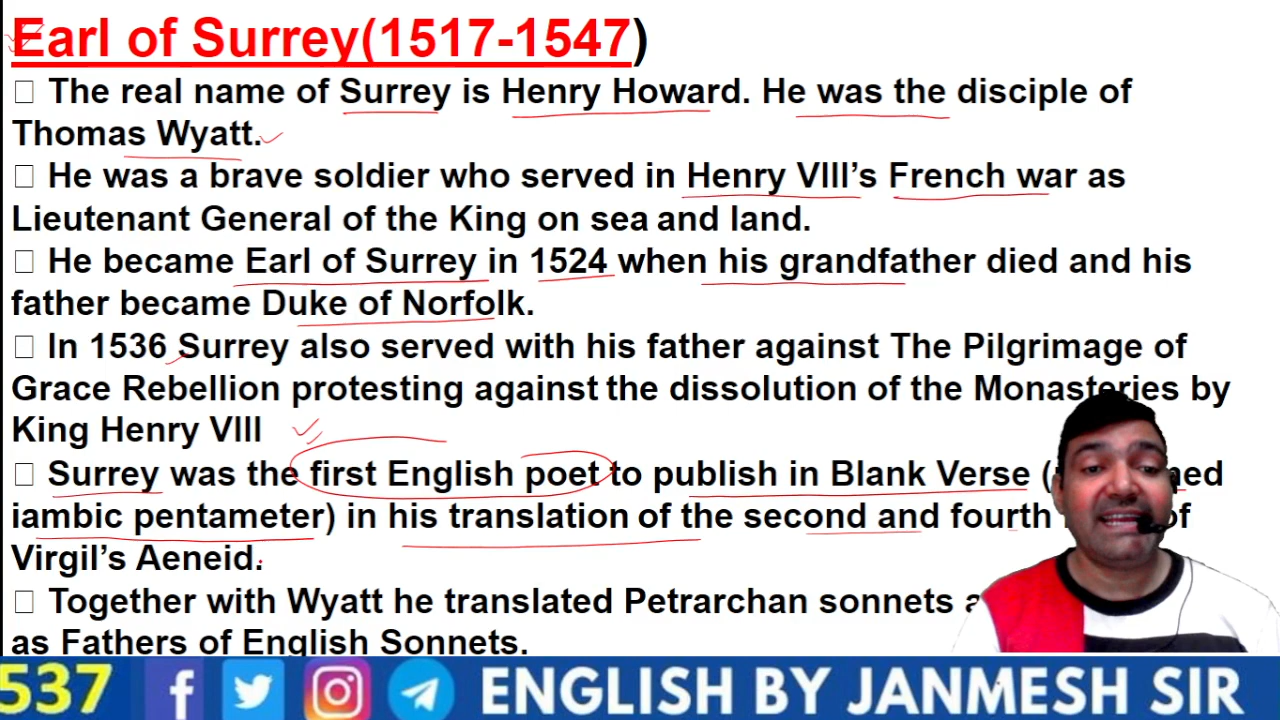 Earl of Surrey(1517-1547)
The real name of Surrey is Henry Howard. He was the disciple of
Thomas Wyatt.
He was a brave soldier who served in Henry VIII's French war as
Lieutenant General of the King on sea and land.
He became Earl of Surrey in 1524 when his grandfather died and his
father became Duke of Norfolk.
In 1536 Surrey also served with his father against The Pilgrimage of
Grace Rebellion protesting against the dissolution of the Monasteries by
King Henry VIII
Surrey was the first English poet to publish in Blank Verse (
iambic pentameter) in his translation of the second and fourth of
Virgil's Aeneid.
Together with Wyatt he translated Petrarchan sonnets
as Fathers of English Sonnets.
537 ENGLISH BY JANMESH SIR